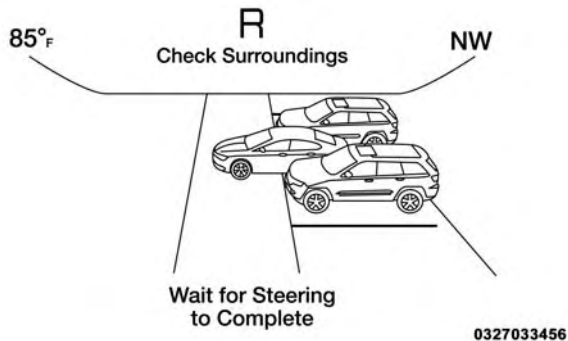 85°F
R
Check Surroundings
NW
Wait for Steering
to Complete
0327033456